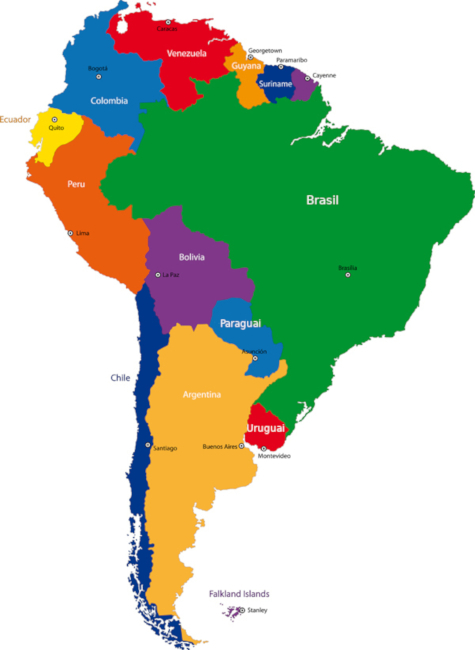 Caracas
Venezuela
Georgetown
Paramaribo
Guyana
Cayenne
Suriname
Bogotá
Colombia
Ecuador
Quito
Peru
Brasil
Lima
Bolivia
La Paz
Brasília
Paraguai
Asunción
Chile
Argentina
Uruguai
Santiago
Buenos Aires
Montevideo
Falkland Islands
Stanley